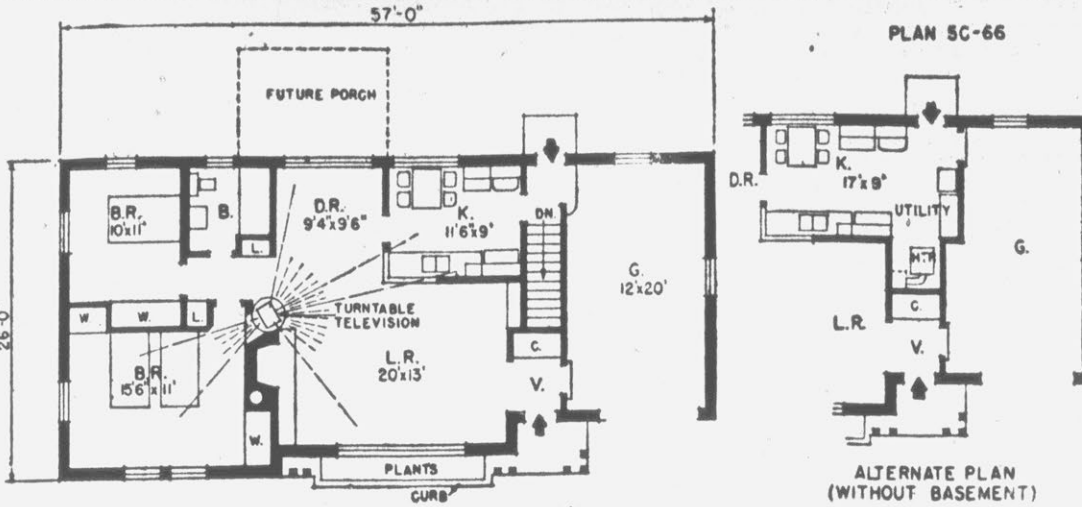 57'-0"
PLAN 5C-66
FUTURE PORCH
26'-0
B.R.
10'x11'
B.
L.
D.R.
9'4"x9'6"
K.
11'6"x9'
DN.
G.
12'x20'
W.
W.
L.
TURNTABLE
TELEVISION
B.R.
15'6"x11'
L.R.
20'x13'
C.
V.
W.
PLANTS
CURB
D.R.
K.
17'x9'
UTILITY
G.
C.
L.R.
V.
ALTERNATE PLAN
(WITHOUT BASEMENT)